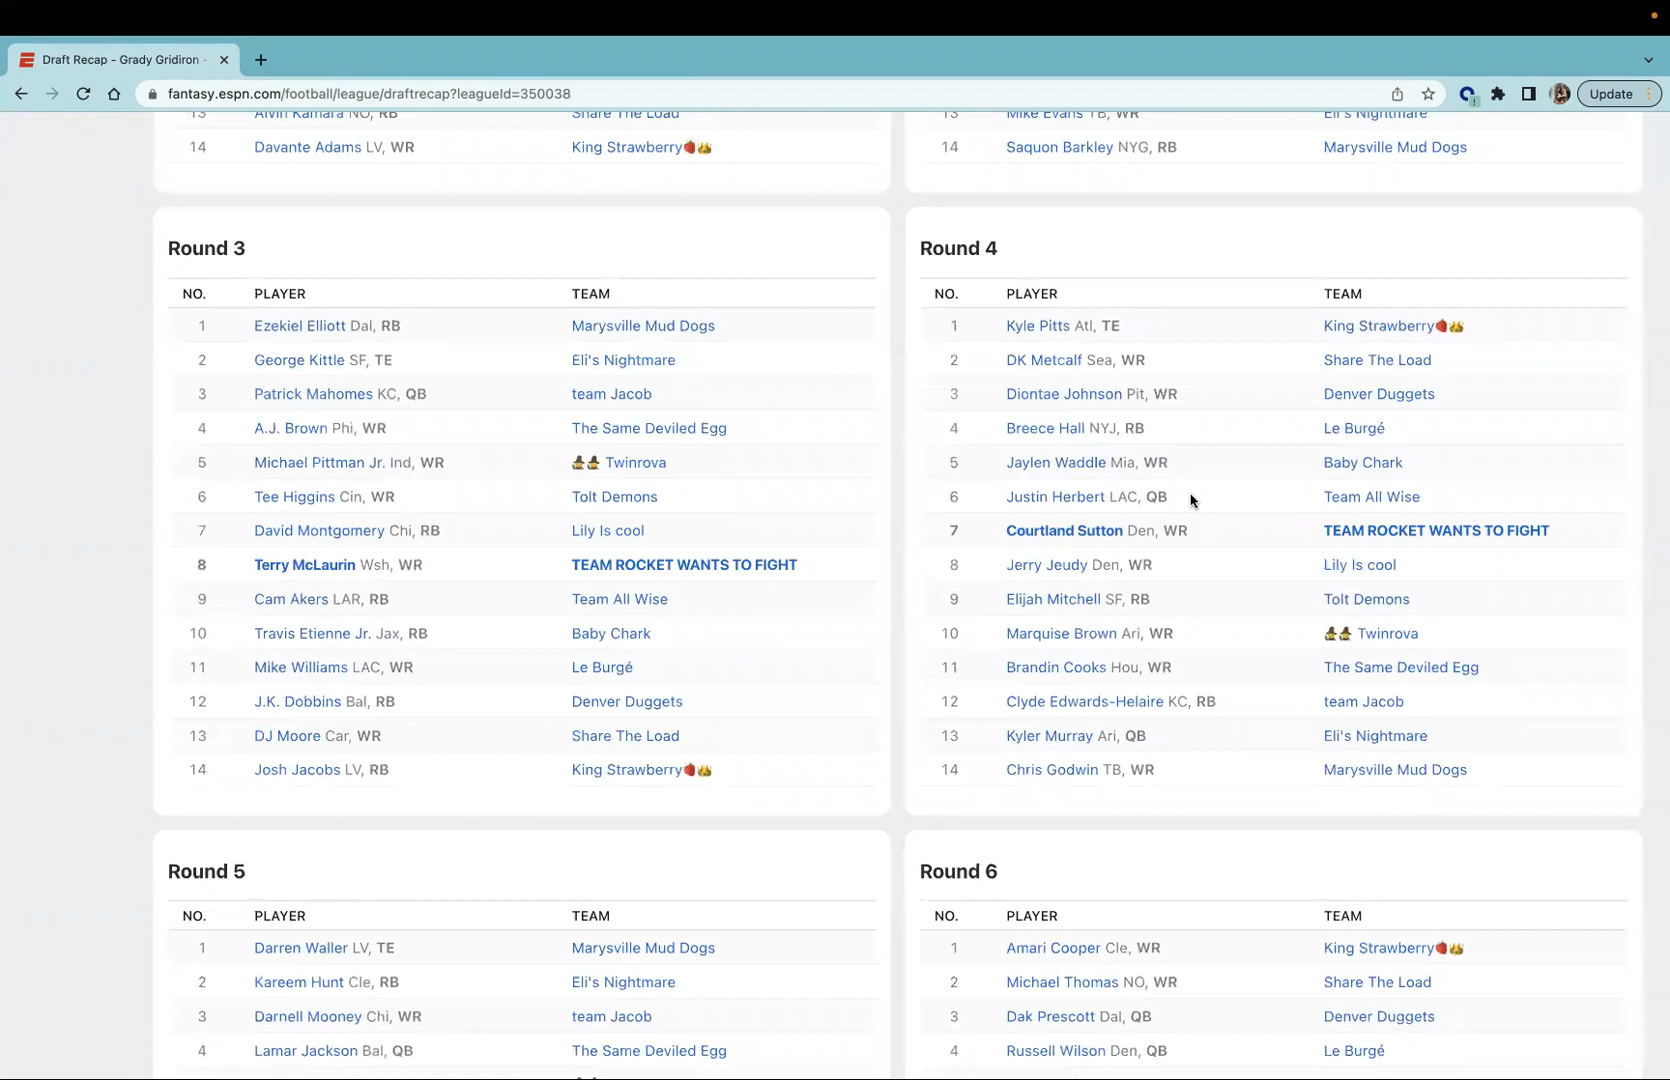 Draft Recap - Grady Gridiron -
fantasy.espn.com/football/league/draftrecap?leagueId=350038
Update
13 Alvin Kamara NO, RB Share The Load
14 Davante Adams LV, WR King Strawberry🍓👑
13 Mike Evans TB, WR Eli's Nightmare
14 Saquon Barkley NYG, RB Marysville Mud Dogs
Round 3
NO. PLAYER TEAM
1 Ezekiel Elliott Dal, RB Marysville Mud Dogs
2 George Kittle SF, TE Eli's Nightmare
3 Patrick Mahomes KC, QB team Jacob
4 A.J. Brown Phi, WR The Same Deviled Egg
5 Michael Pittman Jr. Ind, WR Twinrova
6 Tee Higgins Cin, WR Tolt Demons
7 David Montgomery Chi, RB Lily Is cool
8 Terry McLaurin Wsh, WR TEAM ROCKET WANTS TO FIGHT
9 Cam Akers LAR, RB Team All Wise
10 Travis Etienne Jr. Jax, RB Baby Chark
11 Mike Williams LAC, WR Le Burgé
12 J.K. Dobbins Bal, RB Denver Duggets
13 DJ Moore Car, WR Share The Load
14 Josh Jacobs LV, RB King Strawberry🍓👑
Round 4
NO. PLAYER TEAM
1 Kyle Pitts Atl, TE King Strawberry🍓👑
2 DK Metcalf Sea, WR Share The Load
3 Diontae Johnson Pit, WR Denver Duggets
4 Breece Hall NYJ, RB Le Burgé
5 Jaylen Waddle Mia, WR Baby Chark
6 Justin Herbert LAC, QB Team All Wise
7 Courtland Sutton Den, WR TEAM ROCKET WANTS TO FIGHT
8 Jerry Jeudy Den, WR Lily Is cool
9 Elijah Mitchell SF, RB Tolt Demons
10 Marquise Brown Ari, WR Twinrova
11 Brandin Cooks Hou, WR The Same Deviled Egg
12 Clyde Edwards-Helaire KC, RB team Jacob
13 Kyler Murray Ari, QB Eli's Nightmare
14 Chris Godwin TB, WR Marysville Mud Dogs
Round 5
NO. PLAYER TEAM
1 Darren Waller LV, TE Marysville Mud Dogs
2 Kareem Hunt Cle, RB Eli's Nightmare
3 Darnell Mooney Chi, WR team Jacob
4 Lamar Jackson Bal, QB The Same Deviled Egg
Round 6
NO. PLAYER TEAM
1 Amari Cooper Cle, WR King Strawberry🍓👑
2 Michael Thomas NO, WR Share The Load
3 Dak Prescott Dal, QB Denver Duggets
4 Russell Wilson Den, QB Le Burgé